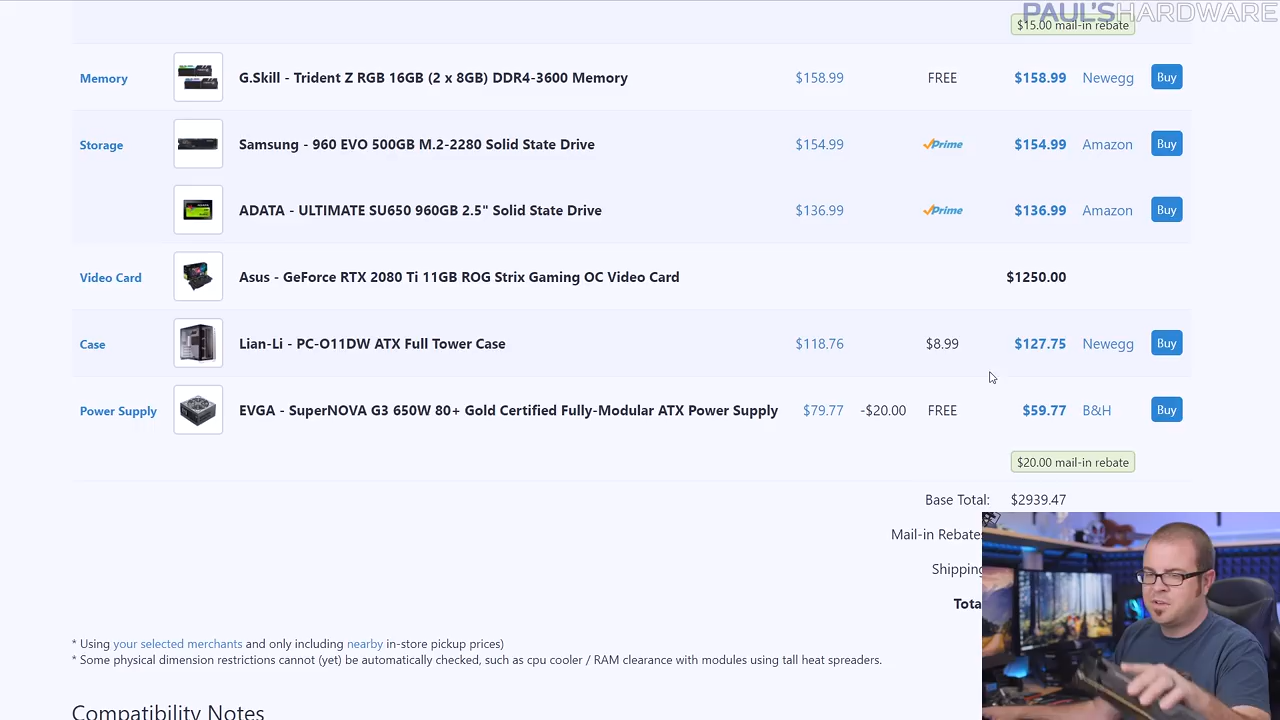 PAUL'SHARDWARE
$15.00 mail-in rebate
Memory G.Skill - Trident Z RGB 16GB (2 x 8GB) DDR4-3600 Memory $158.99 FREE $158.99 Newegg Buy
Storage Samsung - 960 EVO 500GB M.2-2280 Solid State Drive $154.99 Prime $154.99 Amazon Buy
ADATA - ULTIMATE SU650 960GB 2.5" Solid State Drive $136.99 Prime $136.99 Amazon Buy
Video Card Asus - GeForce RTX 2080 Ti 11GB ROG Strix Gaming OC Video Card $1250.00
Case Lian-Li - PC-O11DW ATX Full Tower Case $118.76 $8.99 $127.75 Newegg Buy
Power Supply EVGA - SuperNOVA G3 650W 80+ Gold Certified Fully-Modular ATX Power Supply $79.77 -$20.00 FREE $59.77 B&H Buy
$20.00 mail-in rebate
Base Total: $2939.47
Mail-in Rebate
Shipping
Tota
* Using your selected merchants and only including nearby in-store pickup prices)
* Some physical dimension restrictions cannot (yet) be automatically checked, such as cpu cooler / RAM clearance with modules using tall heat spreaders.
Compatibility Notes